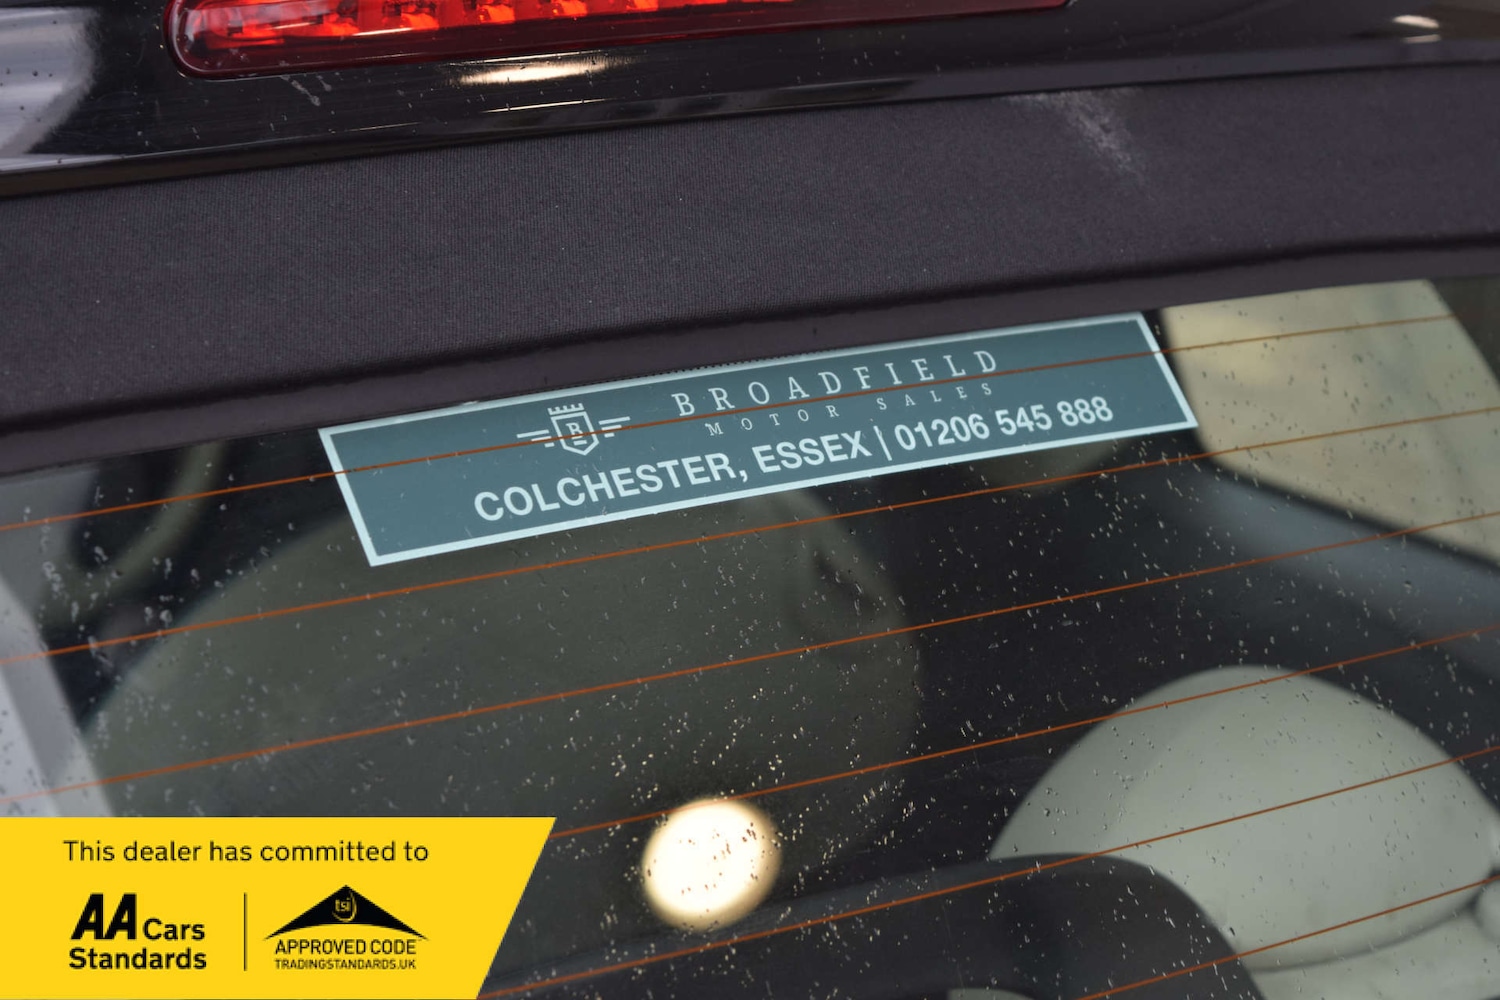 BROADFIELD
MOTOR SALES
B
COLCHESTER, ESSEX | 01206 545 888
This dealer has committed to
AA Cars
Standards
tsi
APPROVED CODE
TRADINGSTANDARDS.UK